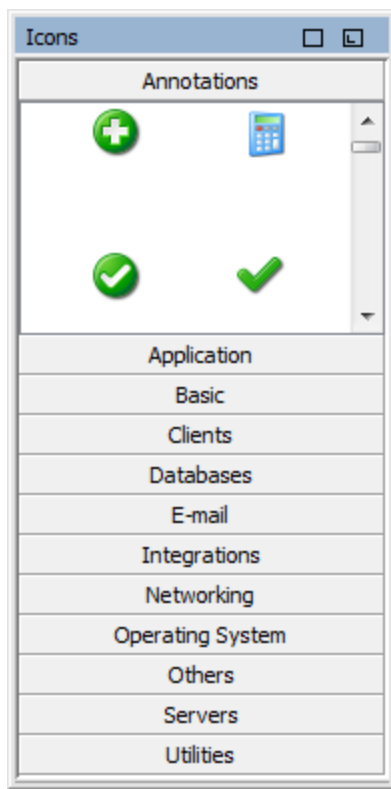 Icons
Annotations
Application
Basic
Clients
Databases
E-mail
Integrations
Networking
Operating System
Others
Servers
Utilities